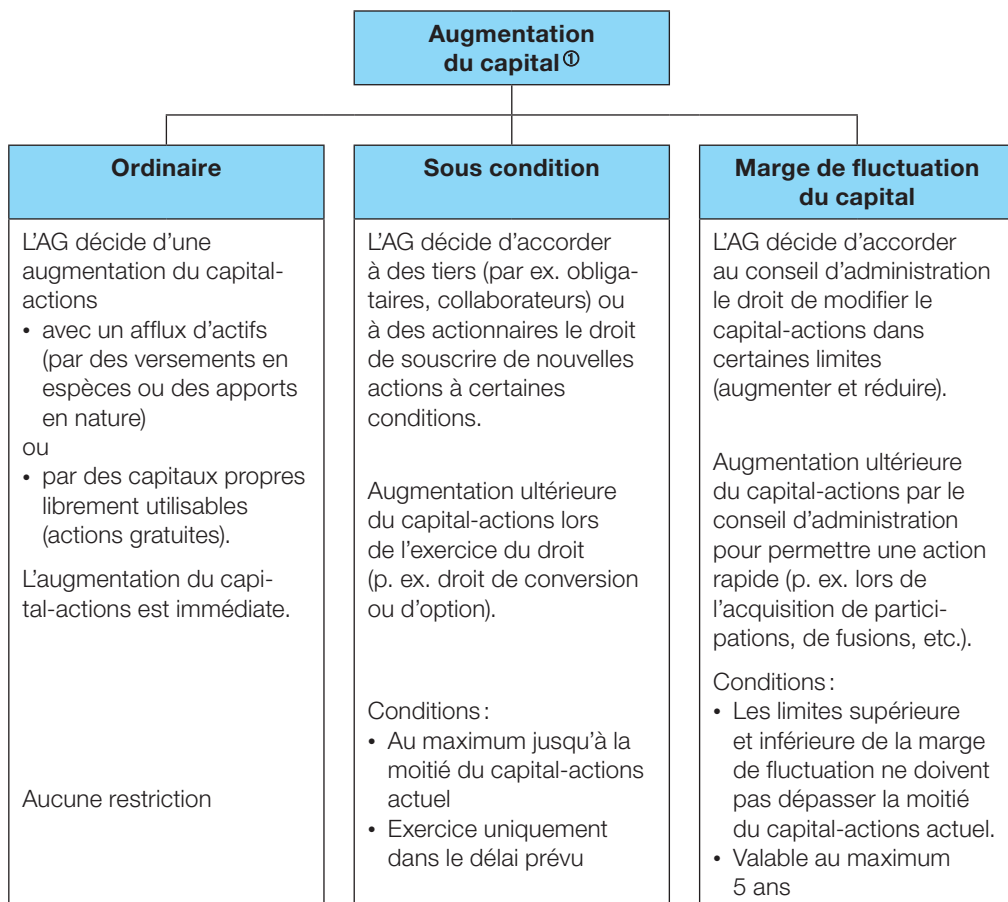 Augmentation
du capital ①
Ordinaire
L’AG décide d’une
augmentation du capital-
actions
• avec un afflux d’actifs
(par des versements en
espèces ou des apports
en nature)
ou
• par des capitaux propres
librement utilisables
(actions gratuites).
L’augmentation du capi-
tal-actions est immédiate.
Aucune restriction
Sous condition
L’AG décide d’accorder
à des tiers (par ex. obliga-
taires, collaborateurs) ou
à des actionnaires le droit
de souscrire de nouvelles
actions à certaines
conditions.
Augmentation ultérieure
du capital-actions lors
de l’exercice du droit
(p. ex. droit de conversion
ou d’option).
Conditions :
• Au maximum jusqu’à la
moitié du capital-actions
actuel
• Exercice uniquement
dans le délai prévu
Marge de fluctuation
du capital
L’AG décide d’accorder
au conseil d’administration
le droit de modifier le
capital-actions dans
certaines limites
(augmenter et réduire).
Augmentation ultérieure
du capital-actions par le
conseil d’administration
pour permettre une action
rapide (p. ex. lors de
l’acquisition de partici-
pations, de fusions, etc.).
Conditions :
• Les limites supérieure
et inférieure de la marge
de fluctuation ne doivent
pas dépasser la moitié
du capital-actions actuel.
• Valable au maximum
5 ans